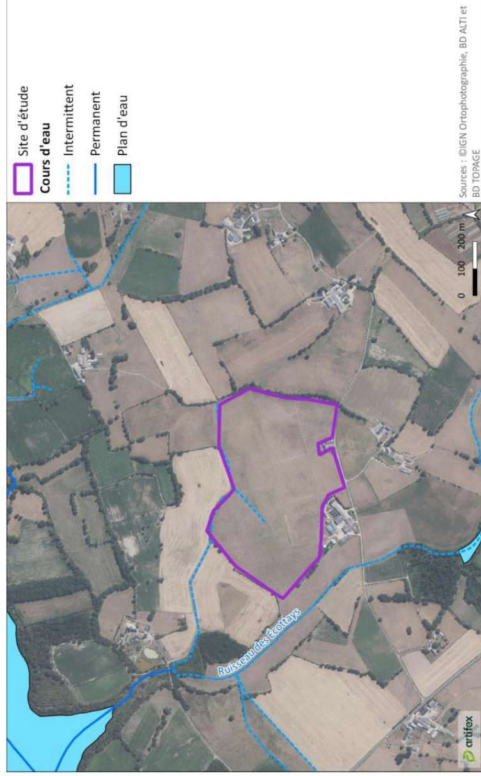 Site d'étude
Cours d'eau
Intermittent
Permanent
Plan d'eau
Ruisseau des Ecottays
0 100 200 m
artifex
Sources : ©IGN Ortophotographie, BD ALTI et
BD TOPAGE